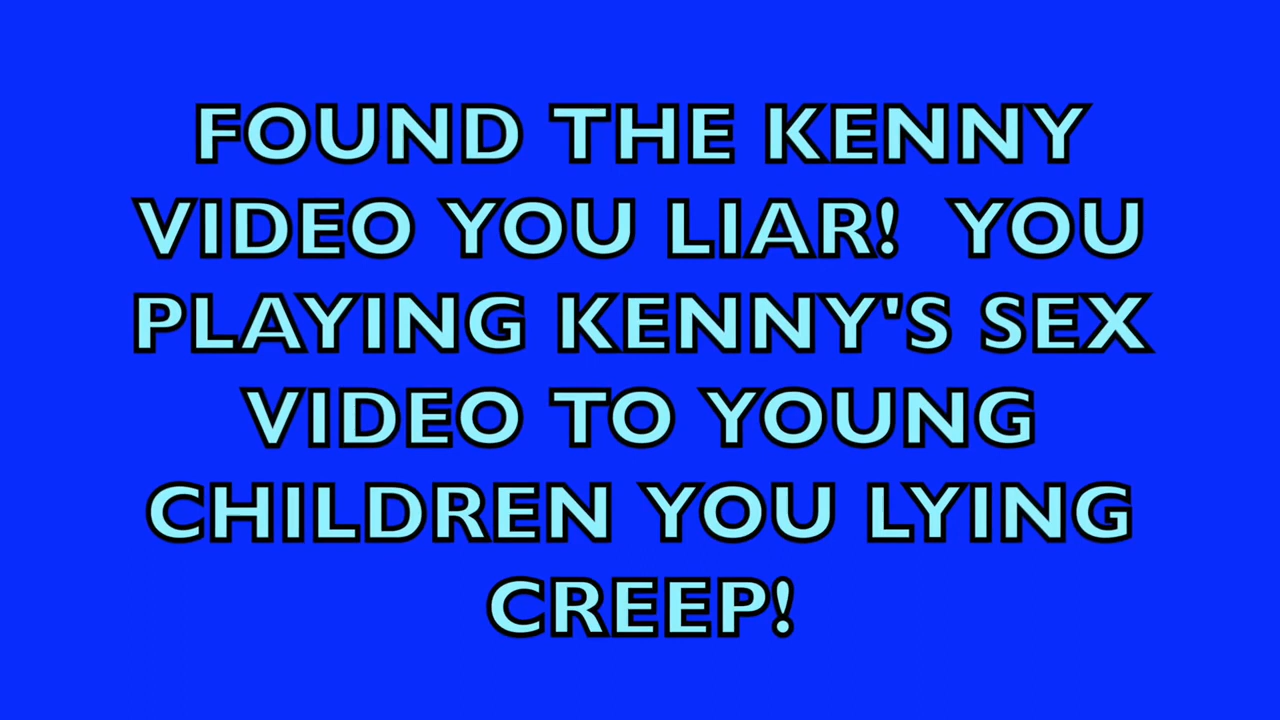 FOUND THE KENNY
VIDEO YOU LIAR!  YOU
PLAYING KENNY'S SEX
VIDEO TO YOUNG
CHILDREN YOU LYING
CREEP!